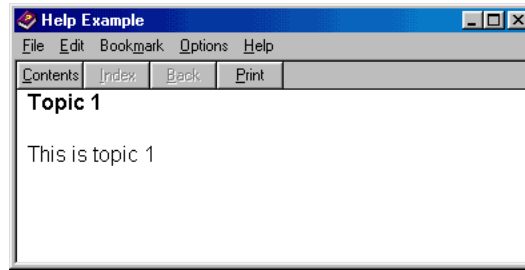 Help Example
File Edit Bookmark Options Help
Contents Index Back Print
Topic 1
This is topic 1